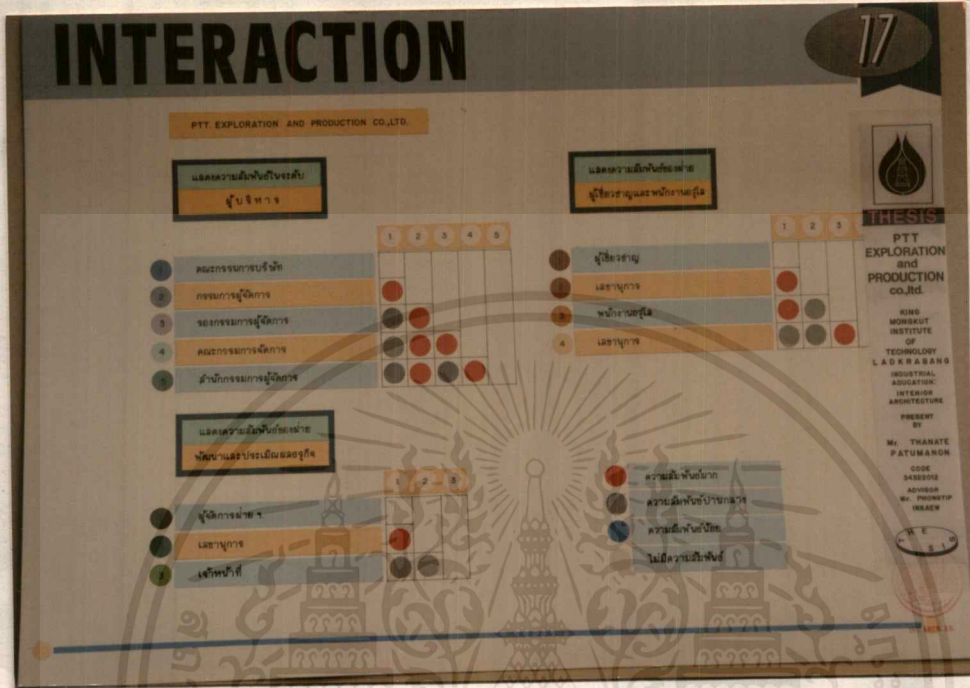 INTERACTION
17
PTT EXPLORATION AND PRODUCTION CO.,LTD.
แสดงความสัมพันธ์ในระดับ
ผู้บริหาร
1 2 3 4 5
1 คณะกรรมการบริษัท
2 กรรมการผู้จัดการ
3 รองกรรมการผู้จัดการ
4 คณะกรรมการจัดการ
5 สำนักกรรมการผู้จัดการ
แสดงความสัมพันธ์ของฝ่าย
ผู้เชี่ยวชาญและพนักงานอาวุโส
1 2 3
ผู้เชี่ยวชาญ
2 เลขานุการ
3 พนักงานอาวุโส
4 เลขานุการ
แสดงความสัมพันธ์ของฝ่าย
พัฒนาและประเมินผลธุรกิจ
1 2 3
ผู้จัดการฝ่าย ฯ
เลขานุการ
3 เจ้าหน้าที่
ความสัมพันธ์มาก
ความสัมพันธ์ปานกลาง
ความสัมพันธ์น้อย
ไม่มีความสัมพันธ์
THESIS
PTT
EXPLORATION
and
PRODUCTION
co.,ltd.
KING
MONGKUT
INSTITUTE
OF
TECHNOLOGY
LADKRABANG
INDUSTRIAL
ADUCATION
INTERIOR
ARCHITECTURE
PRESENT
BY
Mr. THANATE
PATUMANON
CODE
ADVISOR
Mr. PHONGTIP
INKAEW
THESIS